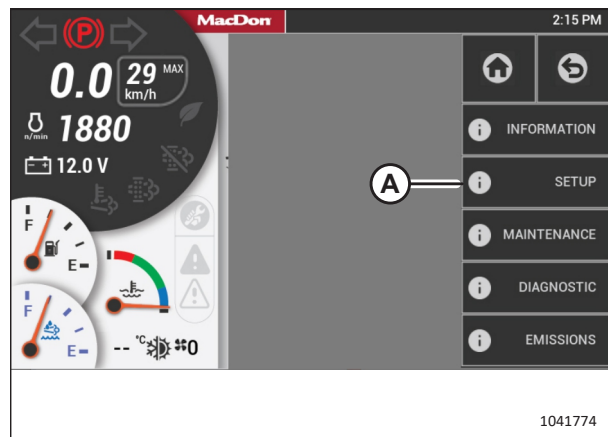 MacDon
2:15 PM
P
0.0 29 MAX
km/h
n/min 1880
12.0 V
INFORMATION
SETUP
MAINTENANCE
DIAGNOSTIC
EMISSIONS
A
F
E
F
E
-- °C 0
1041774